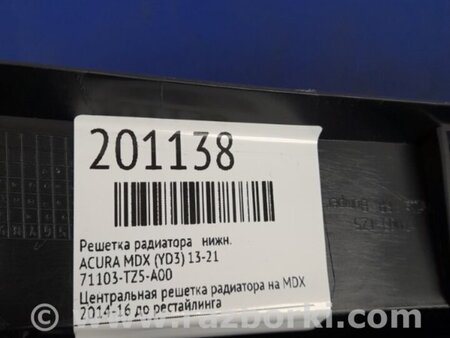 201138
Решетка радиатора нижн.
ACURA MDX (YD3) 13-21
71103-TZ5-A00
Центральная решетка радиатора на MDX
2014-16 до рестайлинга
www.razborki.com